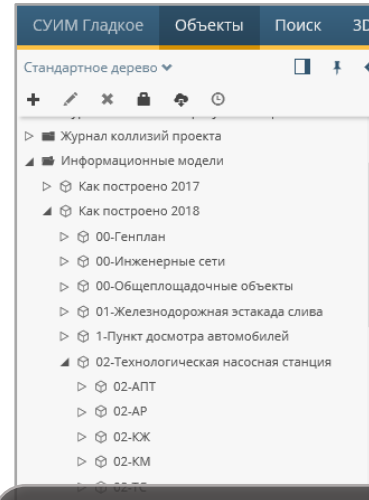 СУИМ Гладкое Объекты Поиск 3D
Стандартное дерево
Журнал коллизий проекта
Информационные модели
Как построено 2017
Как построено 2018
00-Генплан
00-Инженерные сети
00-Общеплощадочные объекты
01-Железнодорожная эстакада слива
1-Пункт досмотра автомобилей
02-Технологическая насосная станция
02-АПТ
02-АР
02-КЖ
02-КМ